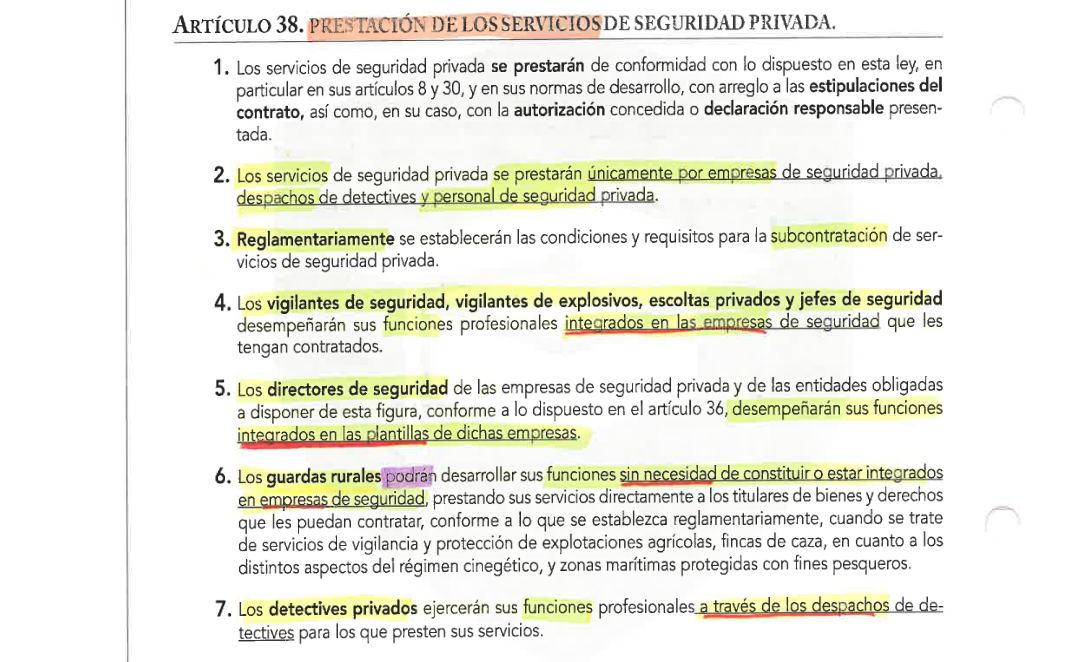 ARTÍCULO 38. PRESTACIÓN DE LOS SERVICIOS DE SEGURIDAD PRIVADA.
1. Los servicios de seguridad privada se prestarán de conformidad con lo dispuesto en esta ley, en
particular en sus artículos 8 y 30, y en sus normas de desarrollo, con arreglo a las estipulaciones del
contrato, así como, en su caso, con la autorización concedida o declaración responsable presen-
tada.
2. Los servicios de seguridad privada se prestarán únicamente por empresas de seguridad privada,
despachos de detectives y personal de seguridad privada.
3. Reglamentariamente se establecerán las condiciones y requisitos para la subcontratación de ser-
vicios de seguridad privada.
4. Los vigilantes de seguridad, vigilantes de explosivos, escoltas privados y jefes de seguridad
desempeñarán sus funciones profesionales integrados en las empresas de seguridad que les
tengan contratados.
5. Los directores de seguridad de las empresas de seguridad privada y de las entidades obligadas
a disponer de esta figura, conforme a lo dispuesto en el artículo 36, desempeñarán sus funciones
integrados en las plantillas de dichas empresas.
6. Los guardas rurales podrán desarrollar sus funciones sin necesidad de constituir o estar integrados
en empresas de seguridad, prestando sus servicios directamente a los titulares de bienes y derechos
que les puedan contratar, conforme a lo que se establezca reglamentariamente, cuando se trate
de servicios de vigilancia y protección de explotaciones agrícolas, fincas de caza, en cuanto a los
distintos aspectos del régimen cinegético, y zonas marítimas protegidas con fines pesqueros.
7. Los detectives privados ejercerán sus funciones profesionales a través de los despachos de de-
tectives para los que presten sus servicios.